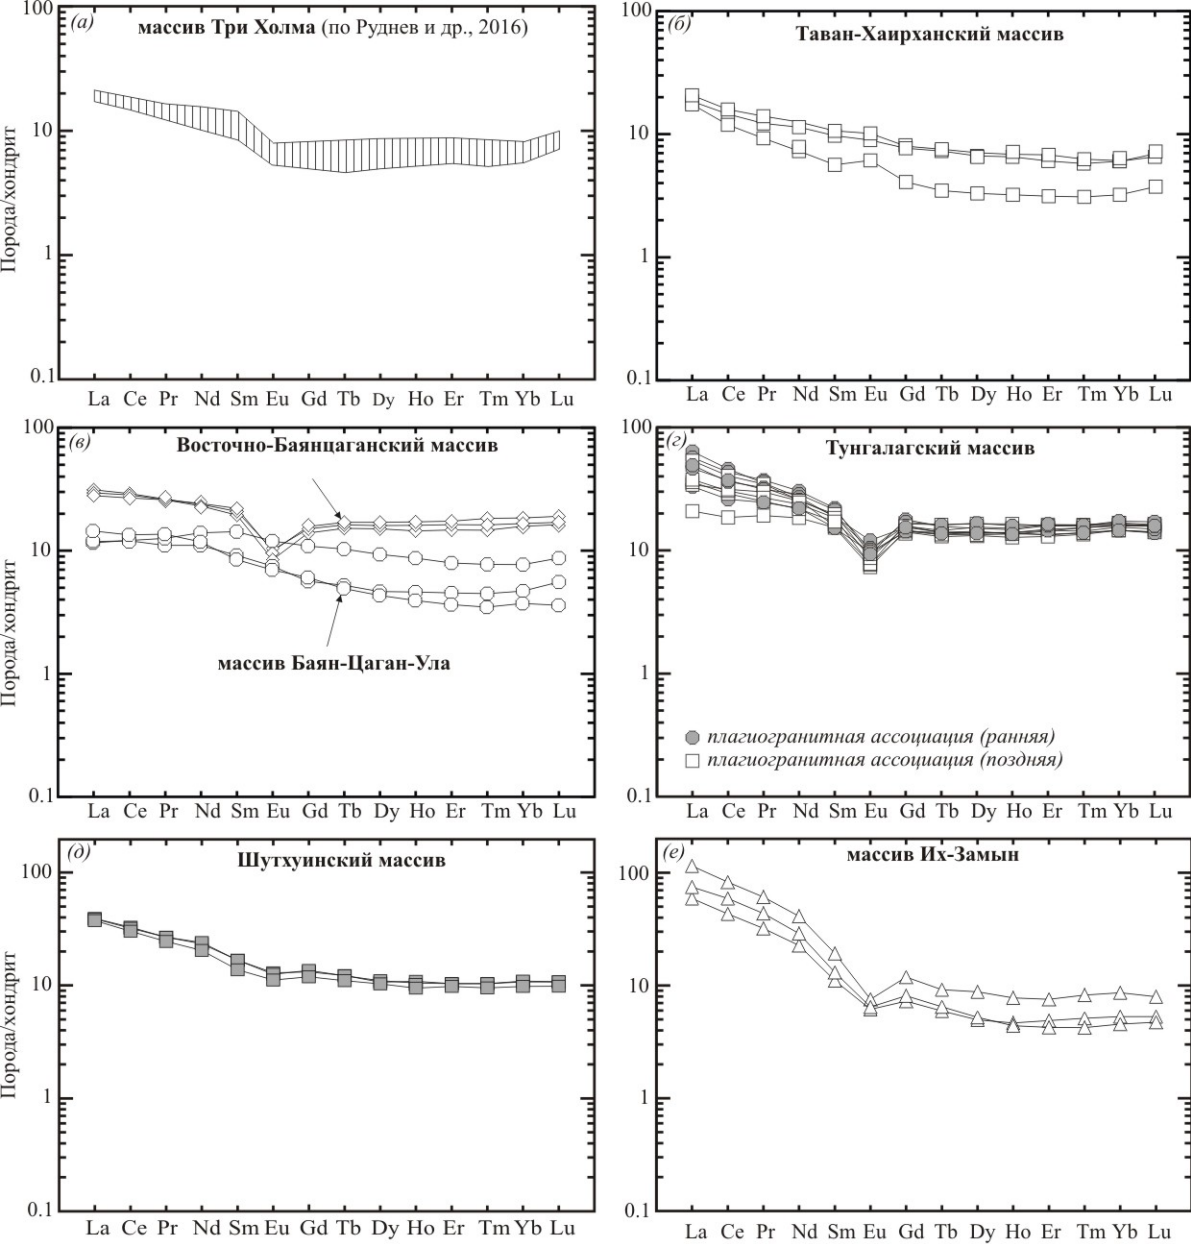 (а) массив Три Холма (по Руднев и др., 2016)
100
10
1
0.1
Порода/хондрит
La Ce Pr Nd Sm Eu Gd Tb Dy Ho Er Tm Yb Lu
(б) Таван-Хаирханский массив
100
10
1
0.1
La Ce Pr Nd Sm Eu Gd Tb Dy Ho Er Tm Yb Lu
(в) Восточно-Баянцаганский массив
100
10
1
0.1
Порода/хондрит
массив Баян-Цаган-Ула
La Ce Pr Nd Sm Eu Gd Tb Dy Ho Er Tm Yb Lu
(г) Тунгалагский массив
100
10
1
0.1
плагиогранитная ассоциация (ранняя)
плагиогранитная ассоциация (поздняя)
La Ce Pr Nd Sm Eu Gd Tb Dy Ho Er Tm Yb Lu
(д) Шутхуинский массив
100
10
1
0.1
Порода/хондрит
La Ce Pr Nd Sm Eu Gd Tb Dy Ho Er Tm Yb Lu
(е) массив Их-Замын
100
10
1
0.1
La Ce Pr Nd Sm Eu Gd Tb Dy Ho Er Tm Yb Lu